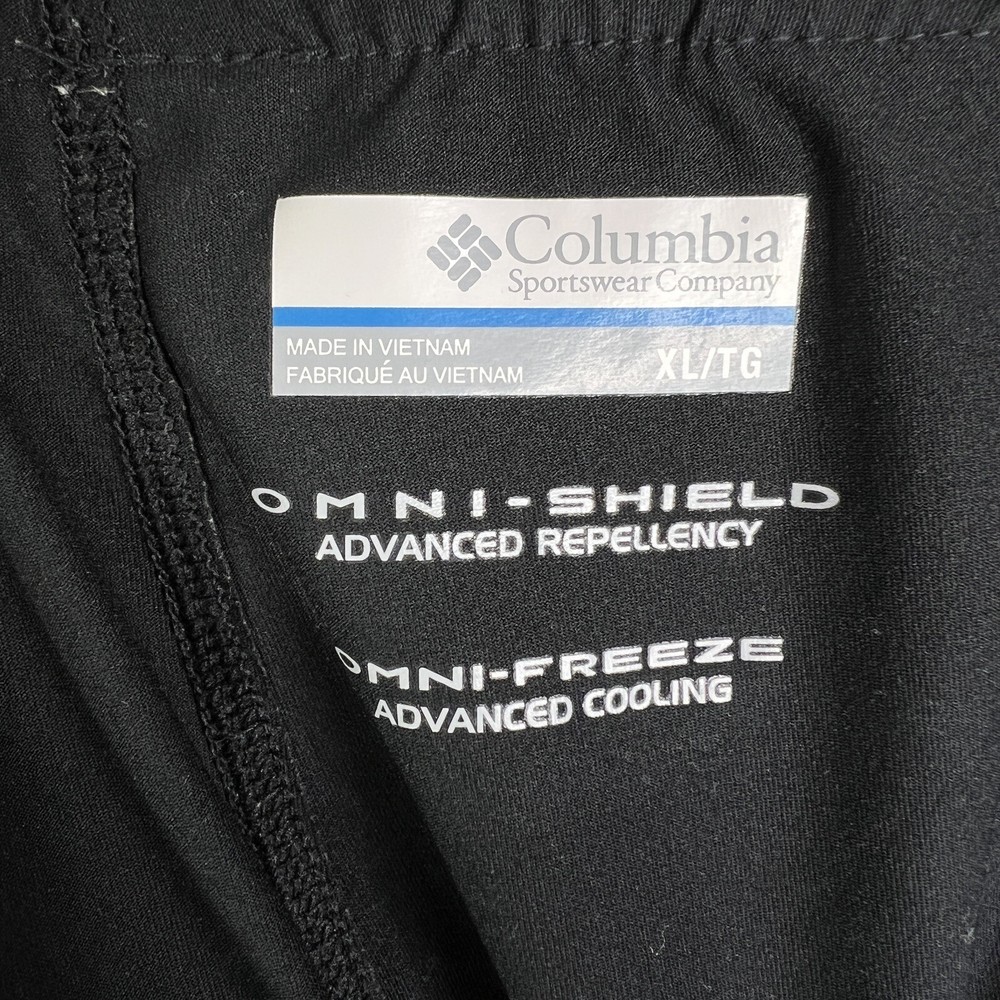 Columbia
Sportswear Company
MADE IN VIETNAM
FABRIQUÉ AU VIETNAM
XL/TG
OMNI-SHIELD
ADVANCED REPELLENCY
OMNI-FREEZE
ADVANCED COOLING